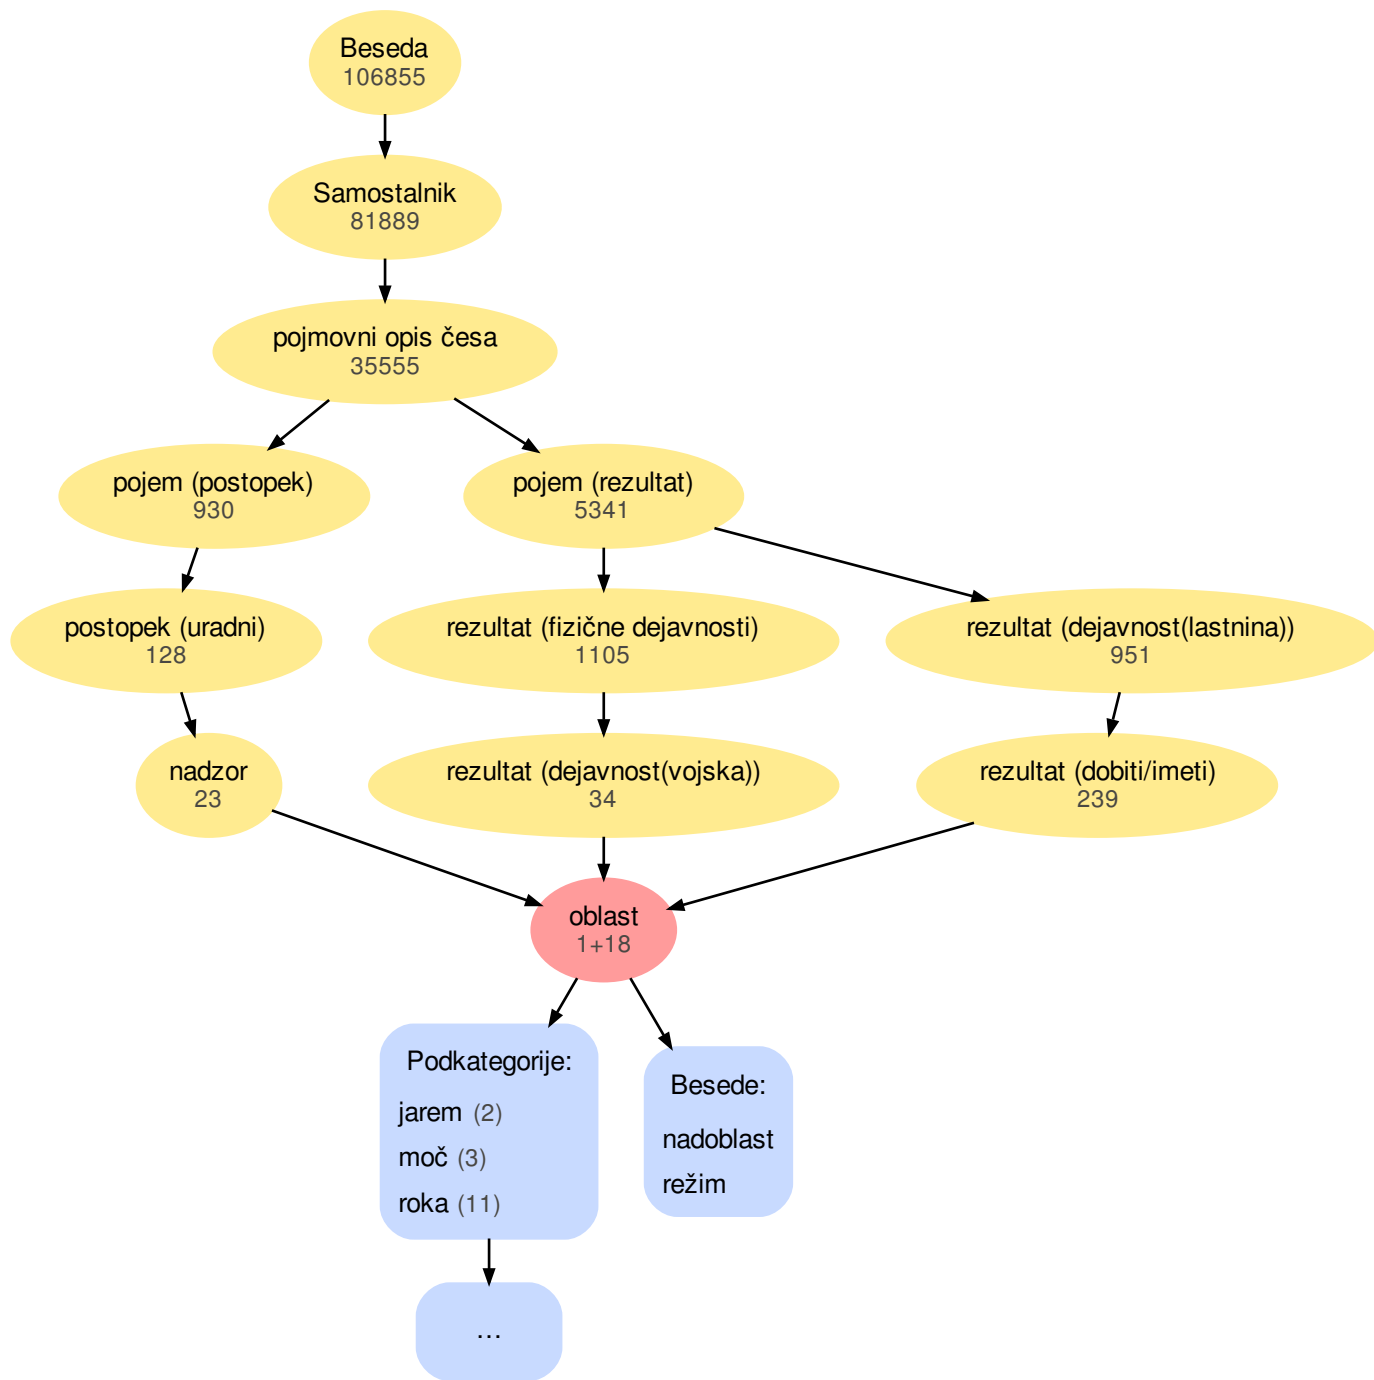 Beseda
106855
Samostalnik
81889
pojmovni opis česa
35555
pojem (postopek)
930
pojem (rezultat)
5341
postopek (uradni)
128
rezultat (fizične dejavnosti)
1105
rezultat (dejavnost(lastnina))
951
nadzor
23
rezultat (dejavnost(vojska))
34
rezultat (dobiti/imeti)
239
oblast
1+18
Podkategorije:
jarem (2)
moč (3)
roka (11)
Besede:
nadoblast
režim
...